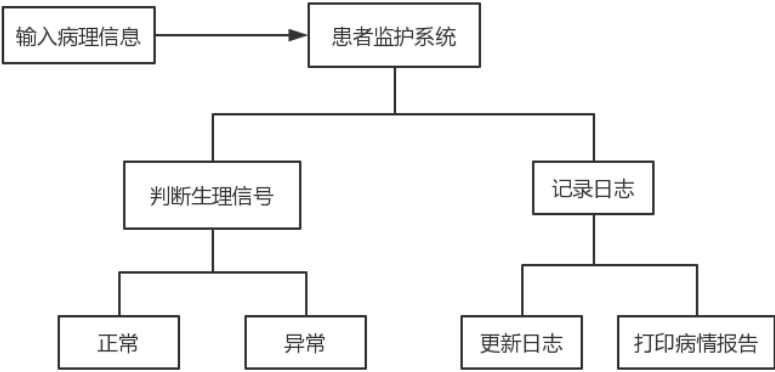 输入病理信息
患者监护系统
判断生理信号
记录日志
正常
异常
更新日志
打印病情报告